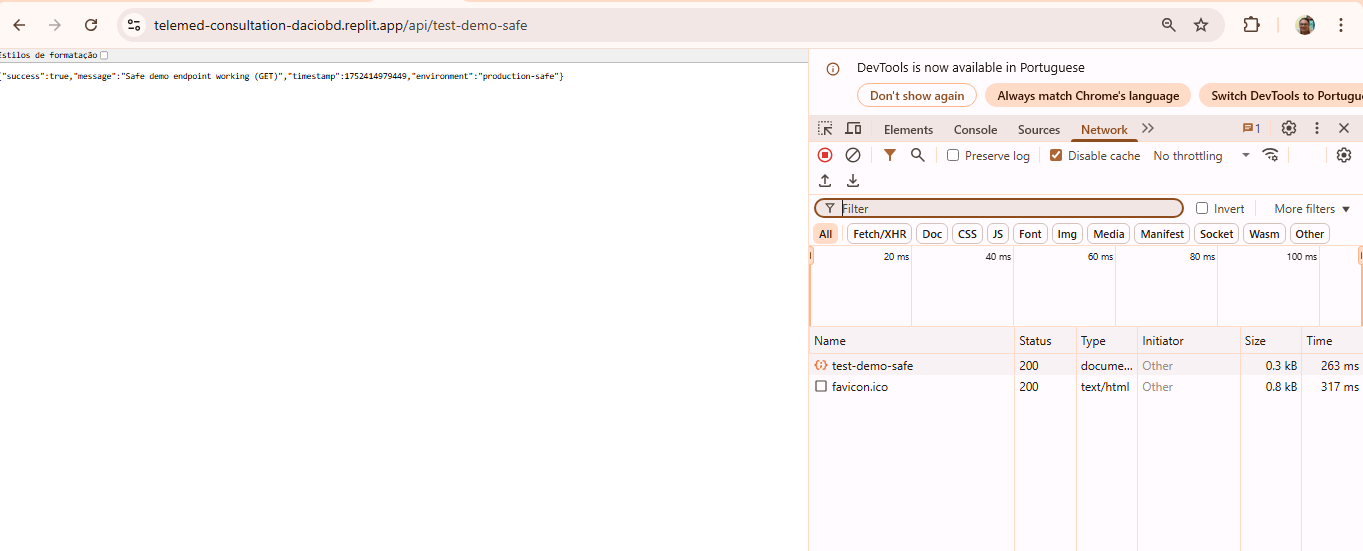 telemed-consultation-daciobd.replit.app/api/test-demo-safe
Estilos de formatação
{"success":true,"message":"Safe demo endpoint working (GET)","timestamp":1752414979449,"environment":"production-safe"}
DevTools is now available in Portuguese
Don't show again Always match Chrome's language Switch DevTools to Portugu
Elements Console Sources Network 1
Preserve log Disable cache No throttling
Filter Invert More filters
All Fetch/XHR Doc CSS JS Font Img Media Manifest Socket Wasm Other
20 ms 40 ms 60 ms 80 ms 100 ms
Name Status Type Initiator Size Time
test-demo-safe 200 docume... Other 0.3 kB 263 ms
favicon.ico 200 text/html Other 0.8 kB 317 ms